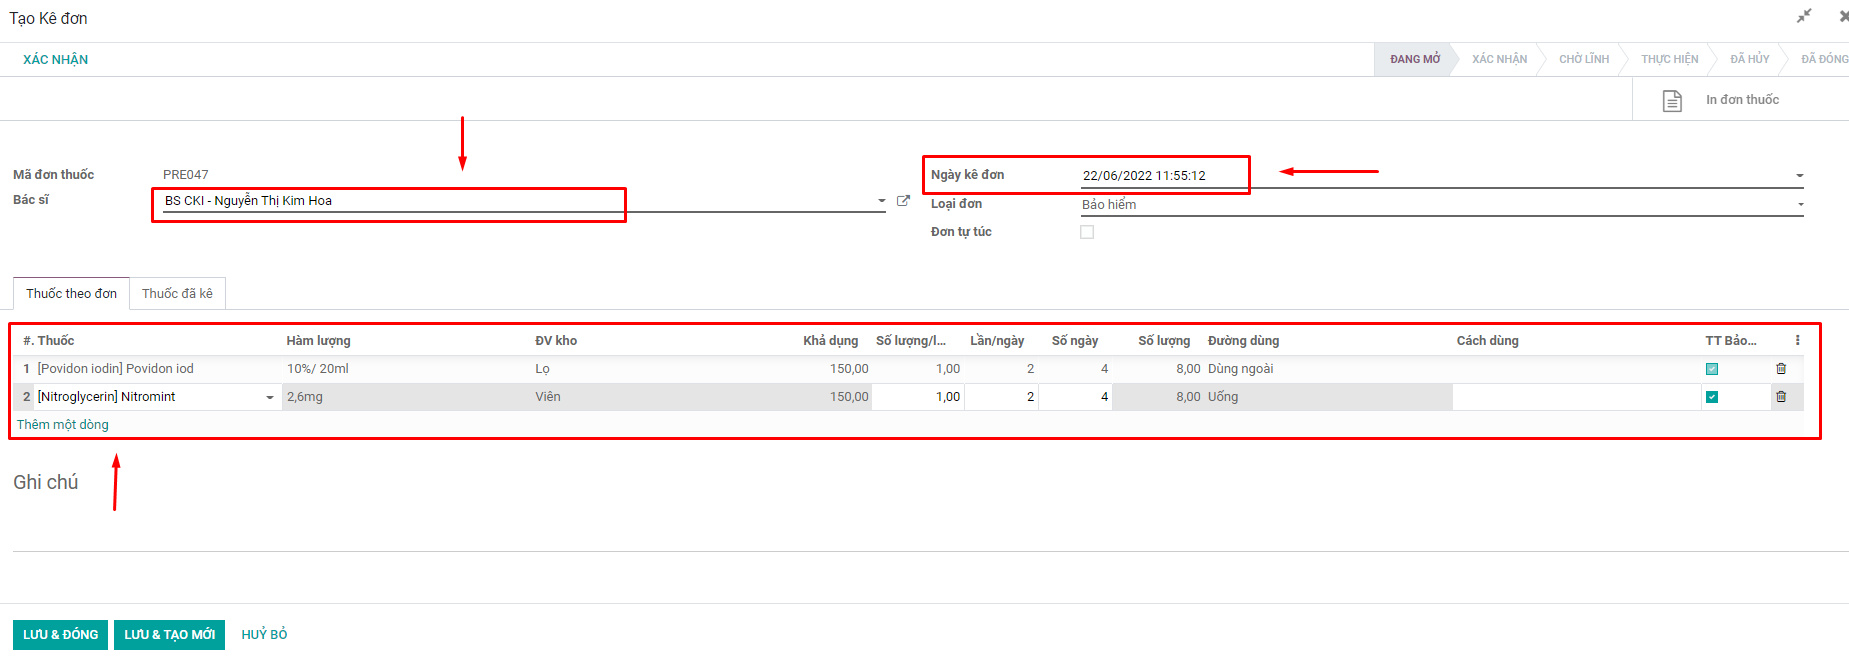 Tạo Kê đơn
XÁC NHẬN
ĐANG MỞ XÁC NHẬN CHỜ LĨNH THỰC HIỆN ĐÃ HỦY ĐÃ ĐÓNG
In đơn thuốc
Mã đơn thuốc PRE047
Bác sĩ BS CKI - Nguyễn Thị Kim Hoa
Ngày kê đơn 22/06/2022 11:55:12
Loại đơn Bảo hiểm
Đơn tự túc
Thuốc theo đơn Thuốc đã kê
#. Thuốc Hàm lượng ĐV kho Khả dụng Số lượng/l... Lần/ngày Số ngày Số lượng Đường dùng Cách dùng TT Bảo...
1 [Povidon iodin] Povidon iod 10%/ 20ml Lọ 150,00 1,00 2 4 8,00 Dùng ngoài
2 [Nitroglycerin] Nitromint 2,6mg Viên 150,00 1,00 2 4 8,00 Uống
Thêm một dòng
Ghi chú
LƯU & ĐÓNG LƯU & TẠO MỚI HUỶ BỎ